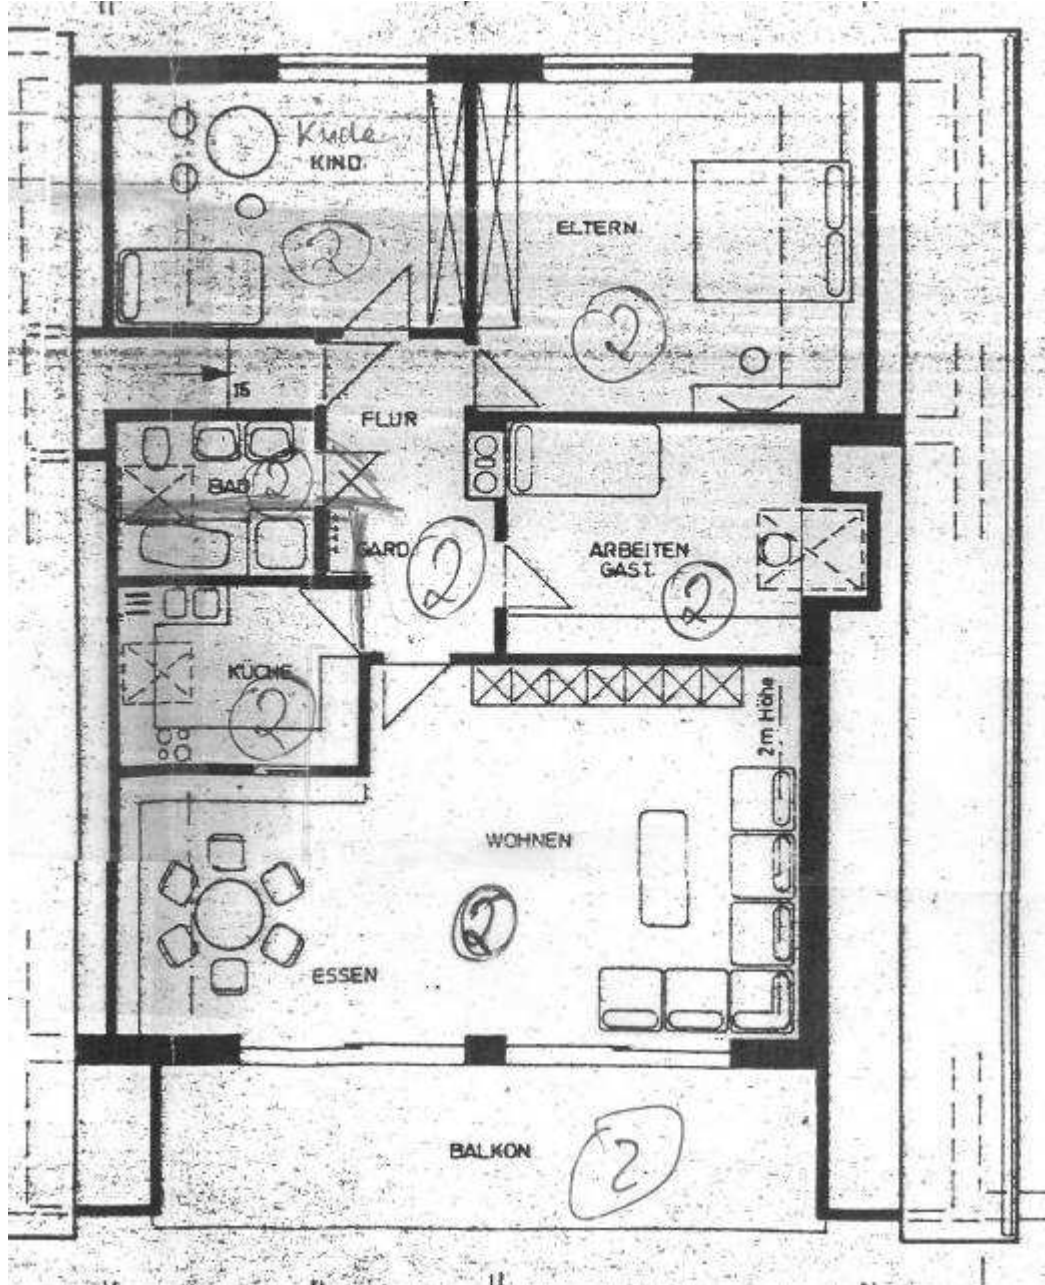 Küche
KIND
2
ELTERN
2
15
FLUR
BAD
2
GARD.
2
ARBEITEN
GAST.
2
KÜCHE
2
2m Höhe
WOHNEN
2
ESSEN
BALKON
2